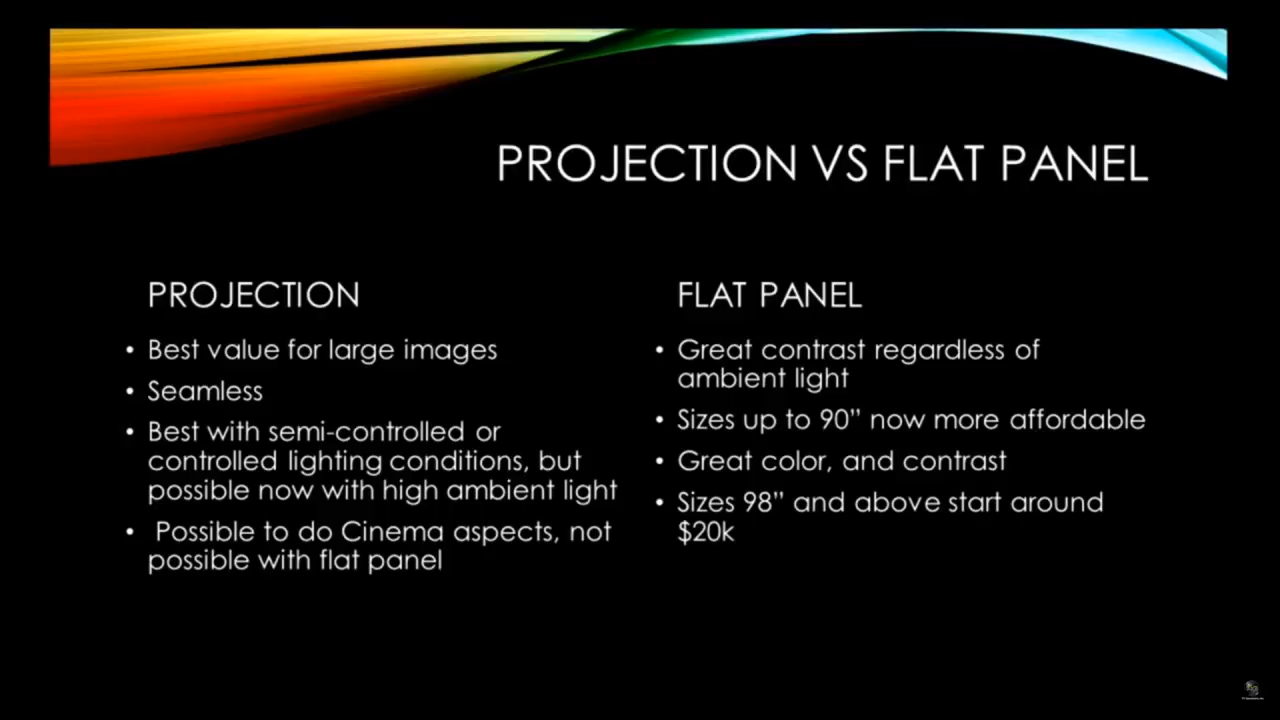 PROJECTION VS FLAT PANEL
PROJECTION
• Best value for large images
• Seamless
• Best with semi-controlled or
controlled lighting conditions, but
possible now with high ambient light
• Possible to do Cinema aspects, not
possible with flat panel
FLAT PANEL
• Great contrast regardless of
ambient light
• Sizes up to 90” now more affordable
• Great color, and contrast
• Sizes 98” and above start around
$20k